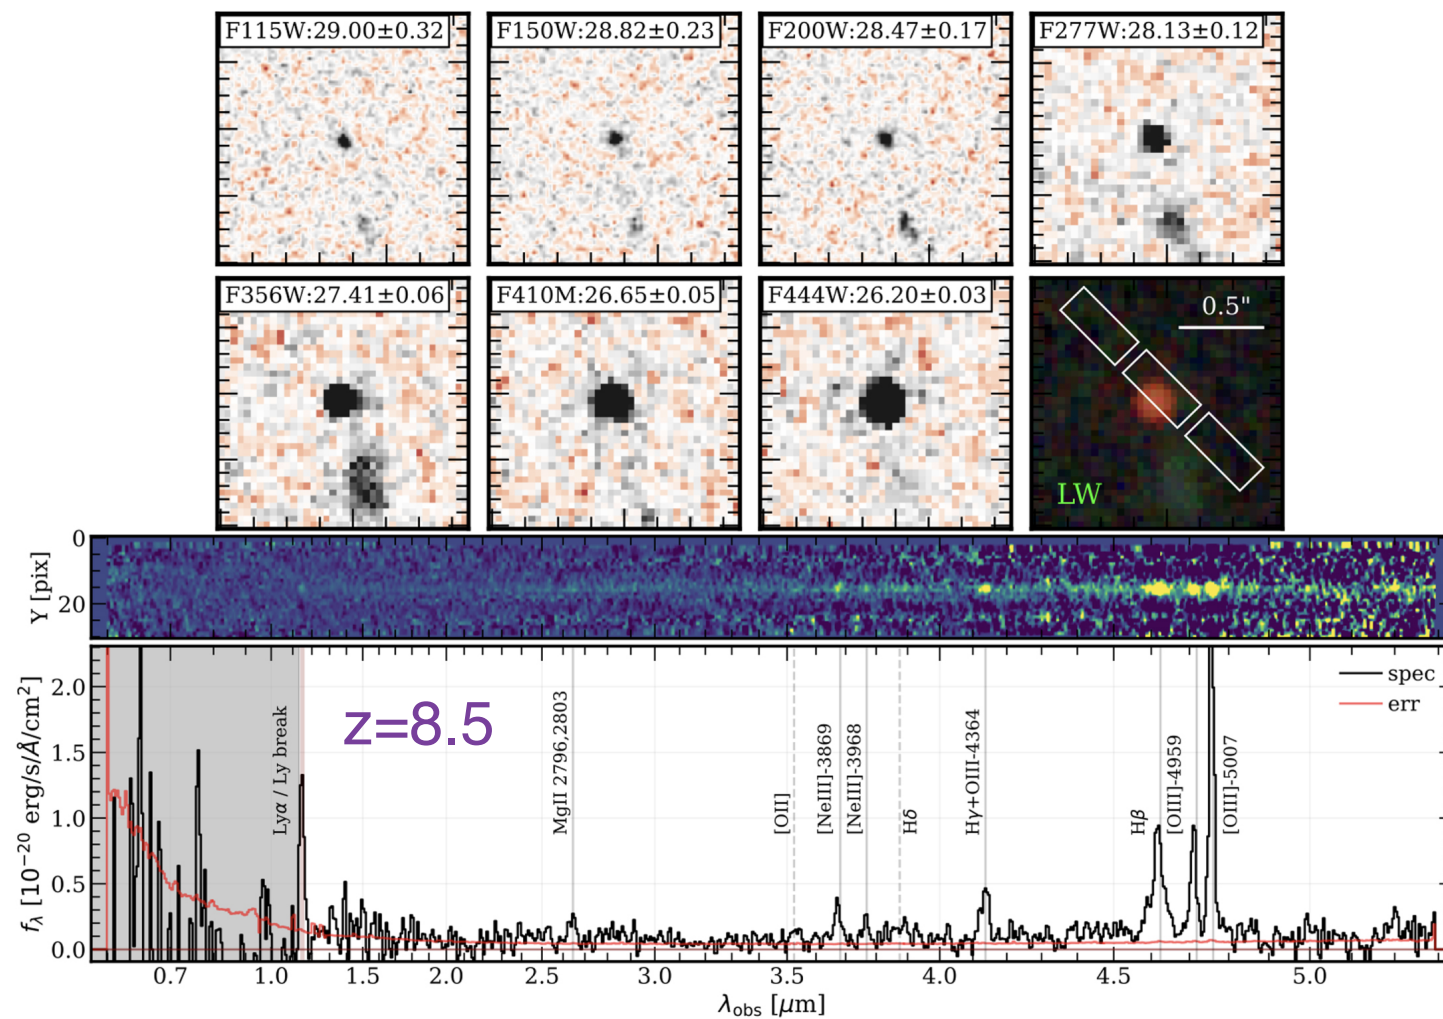 F115W:29.00±0.32
F150W:28.82±0.23
F200W:28.47±0.17
F277W:28.13±0.12
F356W:27.41±0.06
F410M:26.65±0.05
F444W:26.20±0.03
0.5"
LW
0
20
Y [pix]
2.0
1.5
1.0
0.5
0.0
fλ [10⁻²⁰ erg/s/Å/cm²]
z=8.5
Lyα / Ly break
MgII 2796,2803
[OII]
[NeIII]-3869
[NeIII]-3968
Hδ
Hγ+OIII-4364
Hβ
[OIII]-4959
[OIII]-5007
spec
err
0.7 1.0 1.5 2.0 2.5 3.0 3.5 4.0 4.5 5.0
λobs [μm]